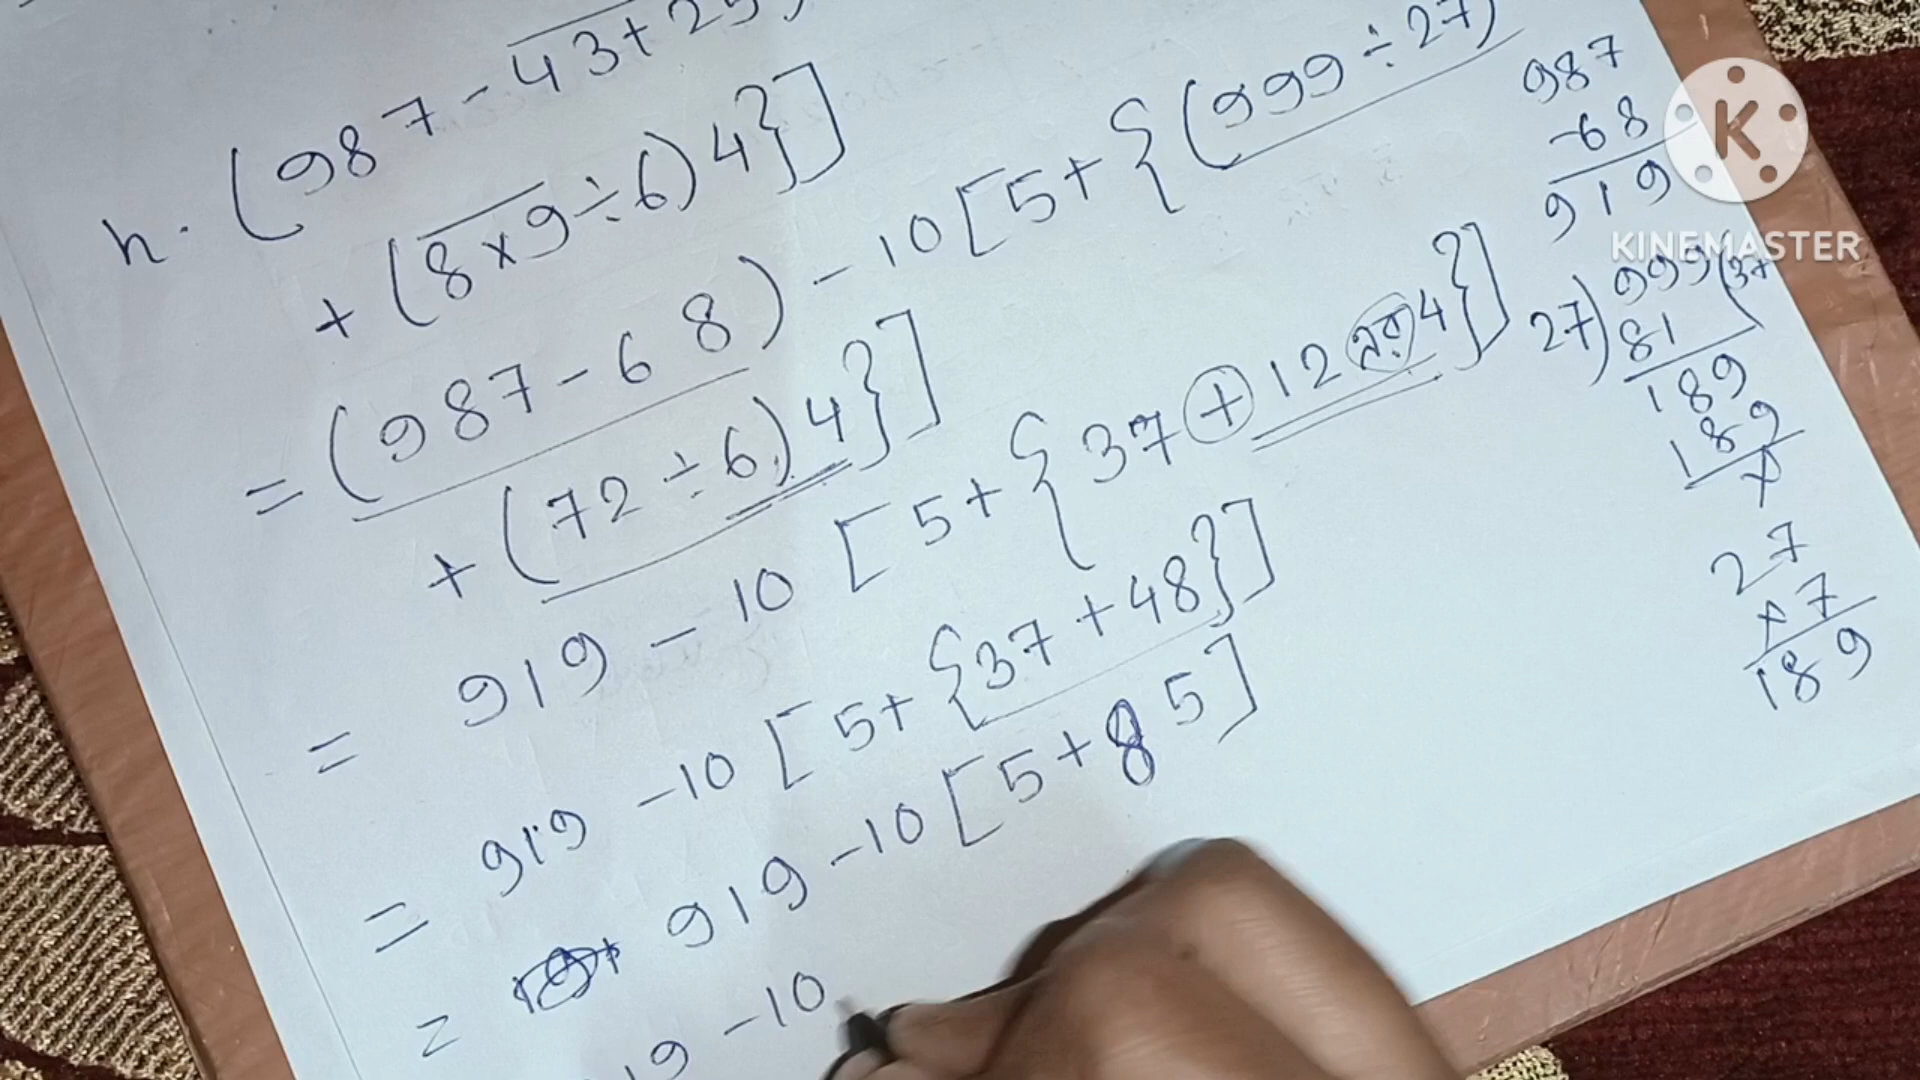 h. (987 - 43+25)
- 10 [5+ {(999÷27)
+ (8×9÷6) 4}]
= (987 - 68) - 10 [5+ {37 + 12 এর 4}]
+ (72÷6) 4}]
= 919 - 10 [5+ {37 + 48}]
= 919 - 10 [5+ 85]
= 919 - 10
987
-68
919
27) 999 (37
81
189
189
×
27
×7
189
KINEMASTER